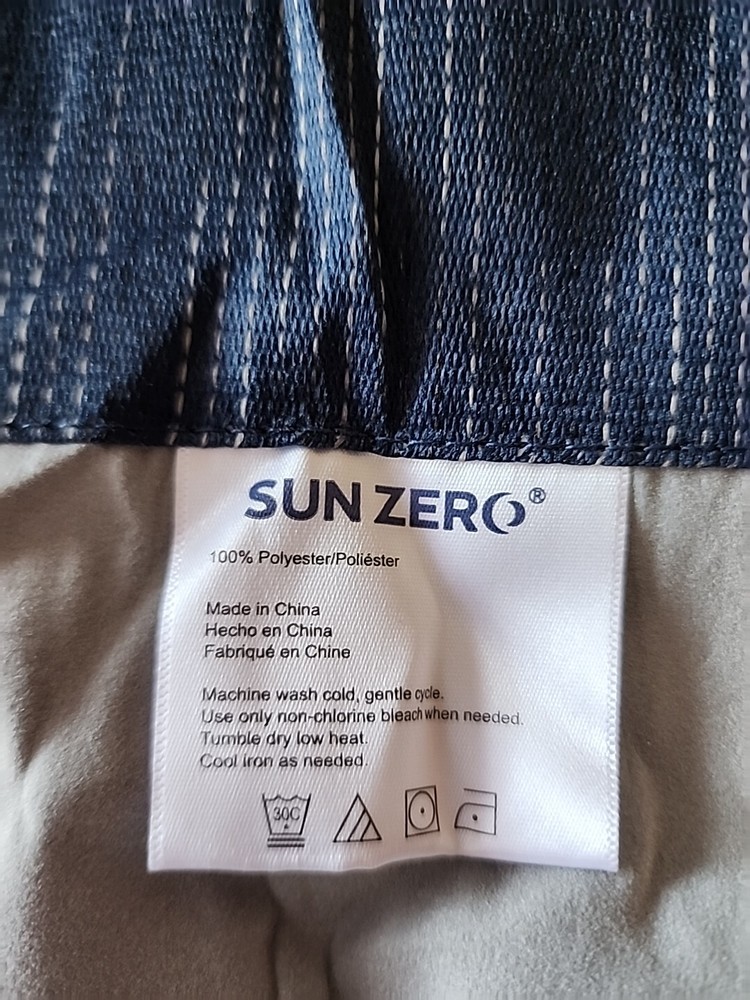 SUN ZERO®
100% Polyester/Poliéster
Made in China
Hecho en China
Fabriqué en Chine
Machine wash cold, gentle cycle.
Use only non-chlorine bleach when needed.
Tumble dry low heat.
Cool iron as needed.
30C